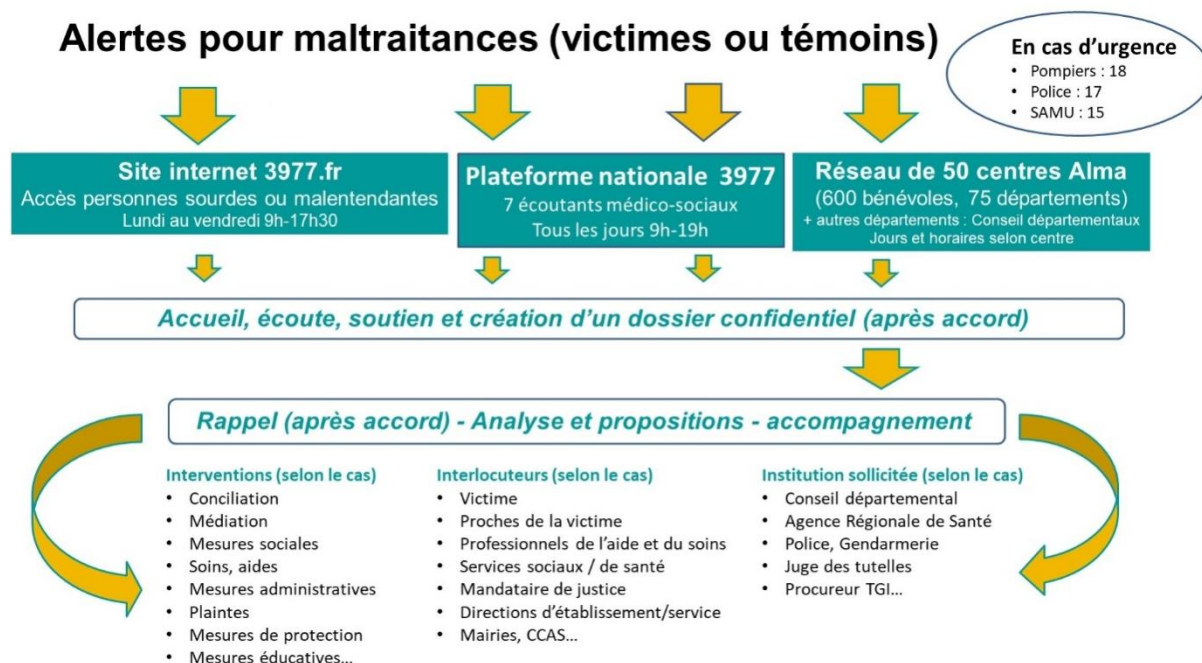 Alertes pour maltraitances (victimes ou témoins)
En cas d’urgence
• Pompiers : 18
• Police : 17
• SAMU : 15
Site internet 3977.fr
Accès personnes sourdes ou malentendantes
Lundi au vendredi 9h-17h30
Plateforme nationale 3977
7 écoutants médico-sociaux
Tous les jours 9h-19h
Réseau de 50 centres Alma
(600 bénévoles, 75 départements)
+ autres départements : Conseil départementaux
Jours et horaires selon centre
Accueil, écoute, soutien et création d’un dossier confidentiel (après accord)
Rappel (après accord) - Analyse et propositions - accompagnement
Interventions (selon le cas)
• Conciliation
• Médiation
• Mesures sociales
• Soins, aides
• Mesures administratives
• Plaintes
• Mesures de protection
• Mesures éducatives...
Interlocuteurs (selon le cas)
• Victime
• Proches de la victime
• Professionnels de l’aide et du soins
• Services sociaux / de santé
• Mandataire de justice
• Directions d’établissement/service
• Mairies, CCAS...
Institution sollicitée (selon le cas)
• Conseil départemental
• Agence Régionale de Santé
• Police, Gendarmerie
• Juge des tutelles
• Procureur TGI...